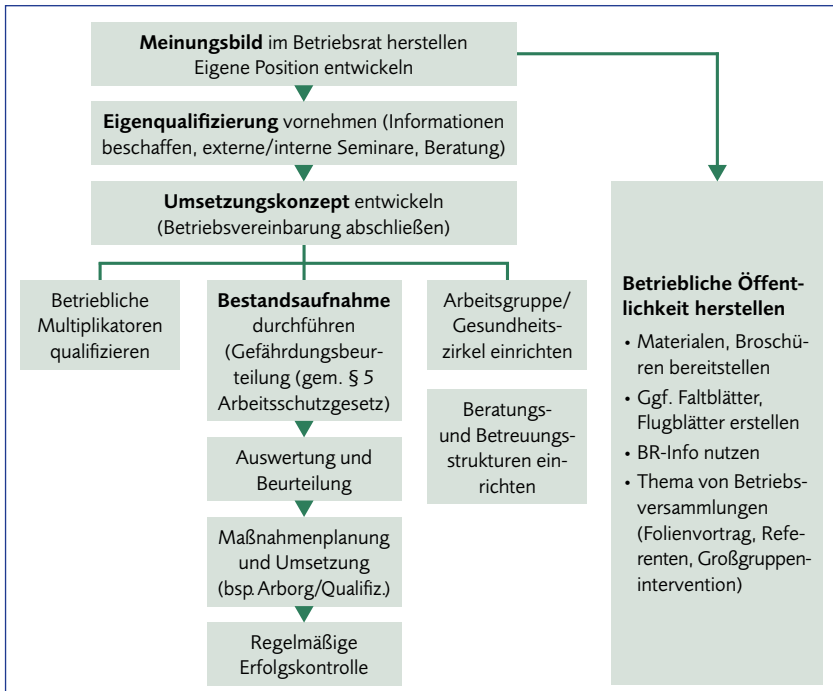 Meinungsbild im Betriebsrat herstellen
Eigene Position entwickeln
Eigenqualifizierung vornehmen (Informationen
beschaffen, externe/interne Seminare, Beratung)
Umsetzungskonzept entwickeln
(Betriebsvereinbarung abschließen)
Betriebliche
Multiplikatoren
qualifizieren
Bestandsaufnahme
durchführen
(Gefährdungsbeur-
teilung (gem. § 5
Arbeitsschutzgesetz)
Arbeitsgruppe/
Gesundheits-
zirkel einrichten
Beratungs-
und Betreuungs-
strukturen ein-
richten
Auswertung und
Beurteilung
Maßnahmenplanung
und Umsetzung
(bsp. Arborg/Qualifiz.)
Regelmäßige
Erfolgskontrolle
Betriebliche Öffent-
lichkeit herstellen
• Materialen, Broschü-
ren bereitstellen
• Ggf. Faltblätter,
Flugblätter erstellen
• BR-Info nutzen
• Thema von Betriebs-
versammlungen
(Folienvortrag, Refe-
renten, Großgruppen-
intervention)